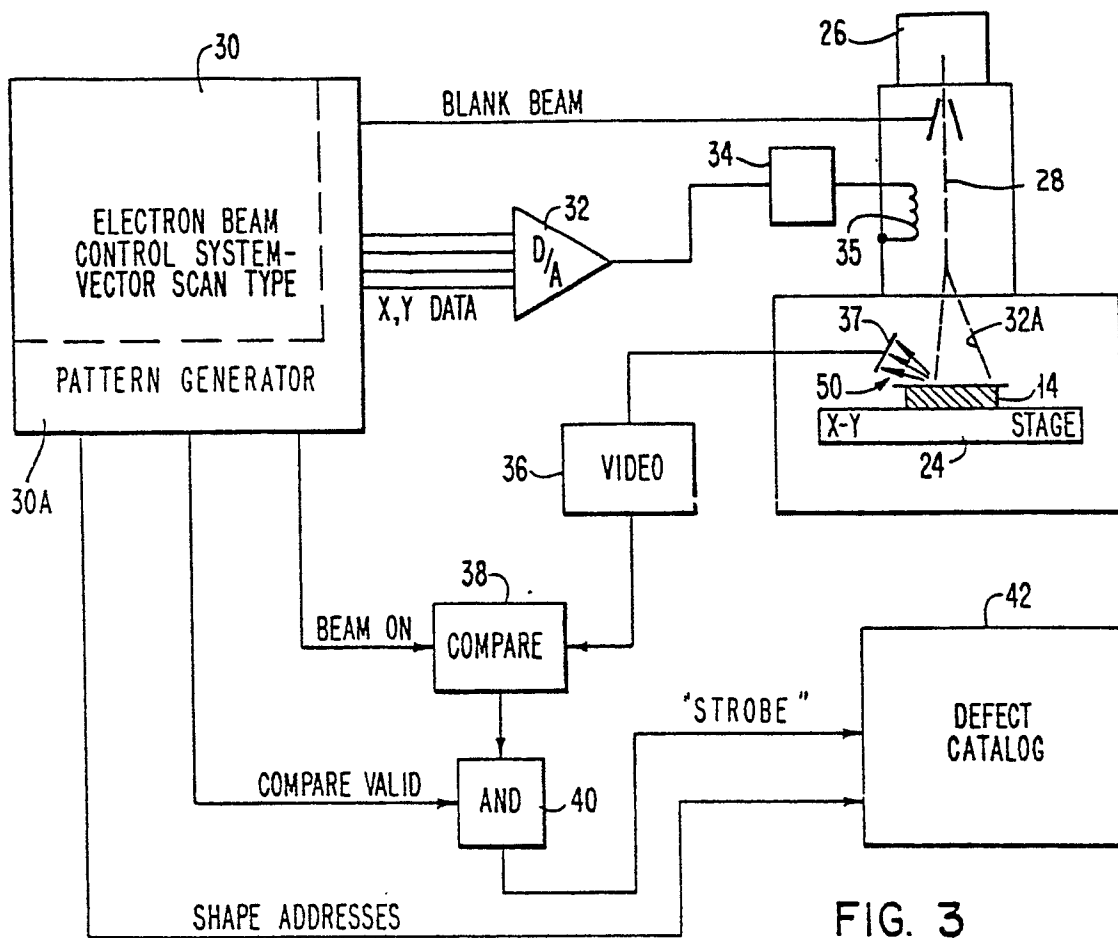 30
26
BLANK BEAM
34
28
ELECTRON BEAM
CONTROL SYSTEM-
VECTOR SCAN TYPE
32
D/A
35
X,Y DATA
37
32A
PATTERN GENERATOR
50
14
X-Y STAGE
24
30A
36
VIDEO
38
42
BEAM ON
COMPARE
"STROBE"
DEFECT
CATALOG
COMPARE VALID
AND
40
SHAPE ADDRESSES
FIG. 3